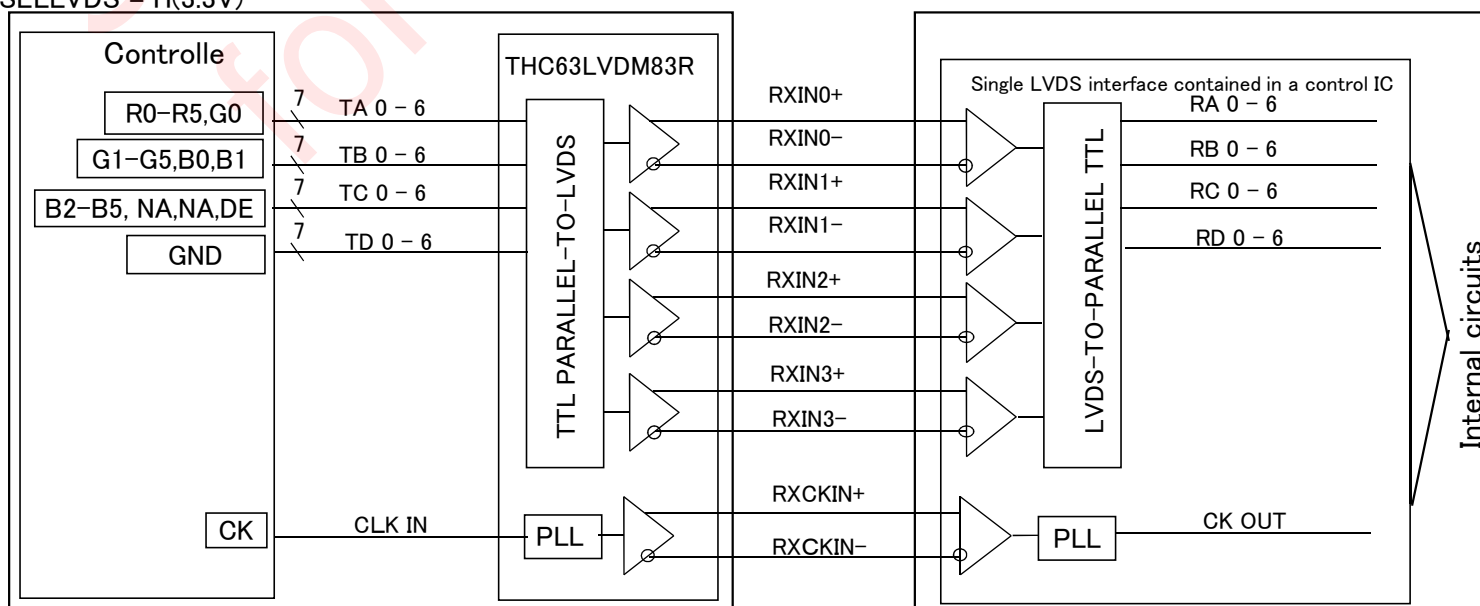 SELLVDS = H(3.3V)
Controlle
THC63LVDM83R
Single LVDS interface contained in a control IC
R0-R5,G0
7
TA 0 - 6
RXIN0+
RA 0 - 6
G1-G5,B0,B1
7
TB 0 - 6
RXIN0-
RB 0 - 6
B2-B5, NA,NA,DE
7
TC 0 - 6
RXIN1+
RC 0 - 6
GND
7
TD 0 - 6
RXIN1-
RD 0 - 6
TTL PARALLEL-TO-LVDS
RXIN2+
RXIN2-
RXIN3+
RXIN3-
LVDS-TO-PARALLEL TTL
Internal circuits
CK
CLK IN
PLL
RXCKIN+
RXCKIN-
PLL
CK OUT
for